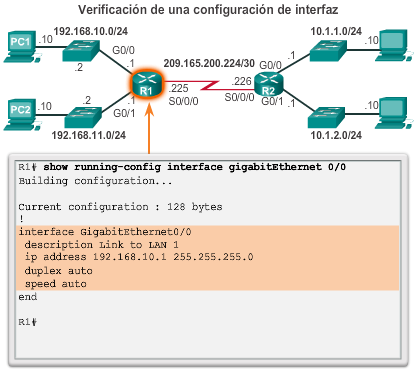 Verificación de una configuración de interfaz
PC1
.10
192.168.10.0/24
G0/0
.2
.1
209.165.200.224/30
10.1.1.0/24
.10
G0/0
.1
R1
.225
S0/0/0
.226
S0/0/0
R2
PC2
.10
.2
.1
G0/1
192.168.11.0/24
G0/1
.1
10.1.2.0/24
.10
R1# show running-config interface gigabitEthernet 0/0
Building configuration...
Current configuration : 128 bytes
!
interface GigabitEthernet0/0
description Link to LAN 1
ip address 192.168.10.1 255.255.255.0
duplex auto
speed auto
end
R1#